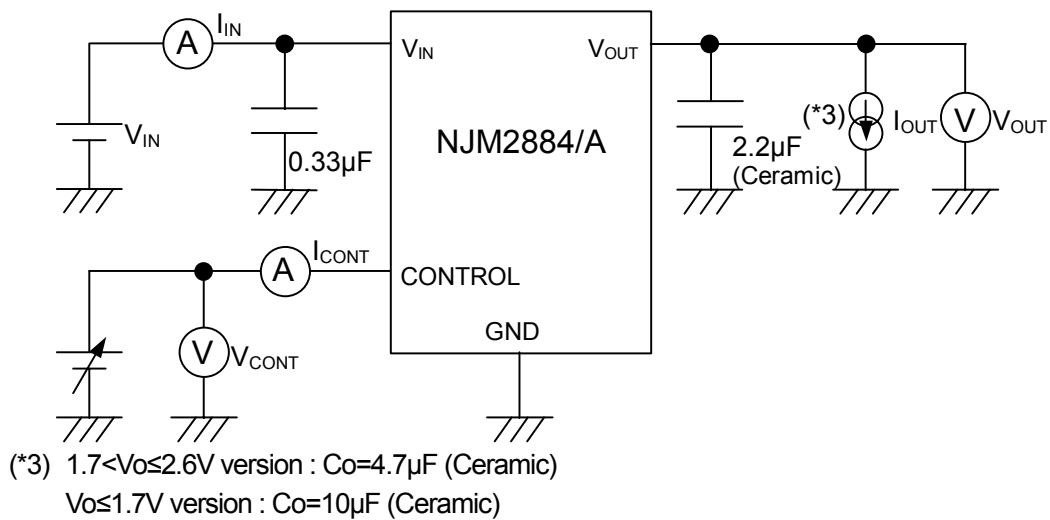 A I_IN
V_IN
V_IN
0.33µF
NJM2884/A
V_OUT
2.2µF
(Ceramic)
(*3)
I_OUT
V
V_OUT
A
I_CONT
CONTROL
V
V_CONT
GND
(*3) 1.7<Vo≤2.6V version : Co=4.7µF (Ceramic)
Vo≤1.7V version : Co=10µF (Ceramic)